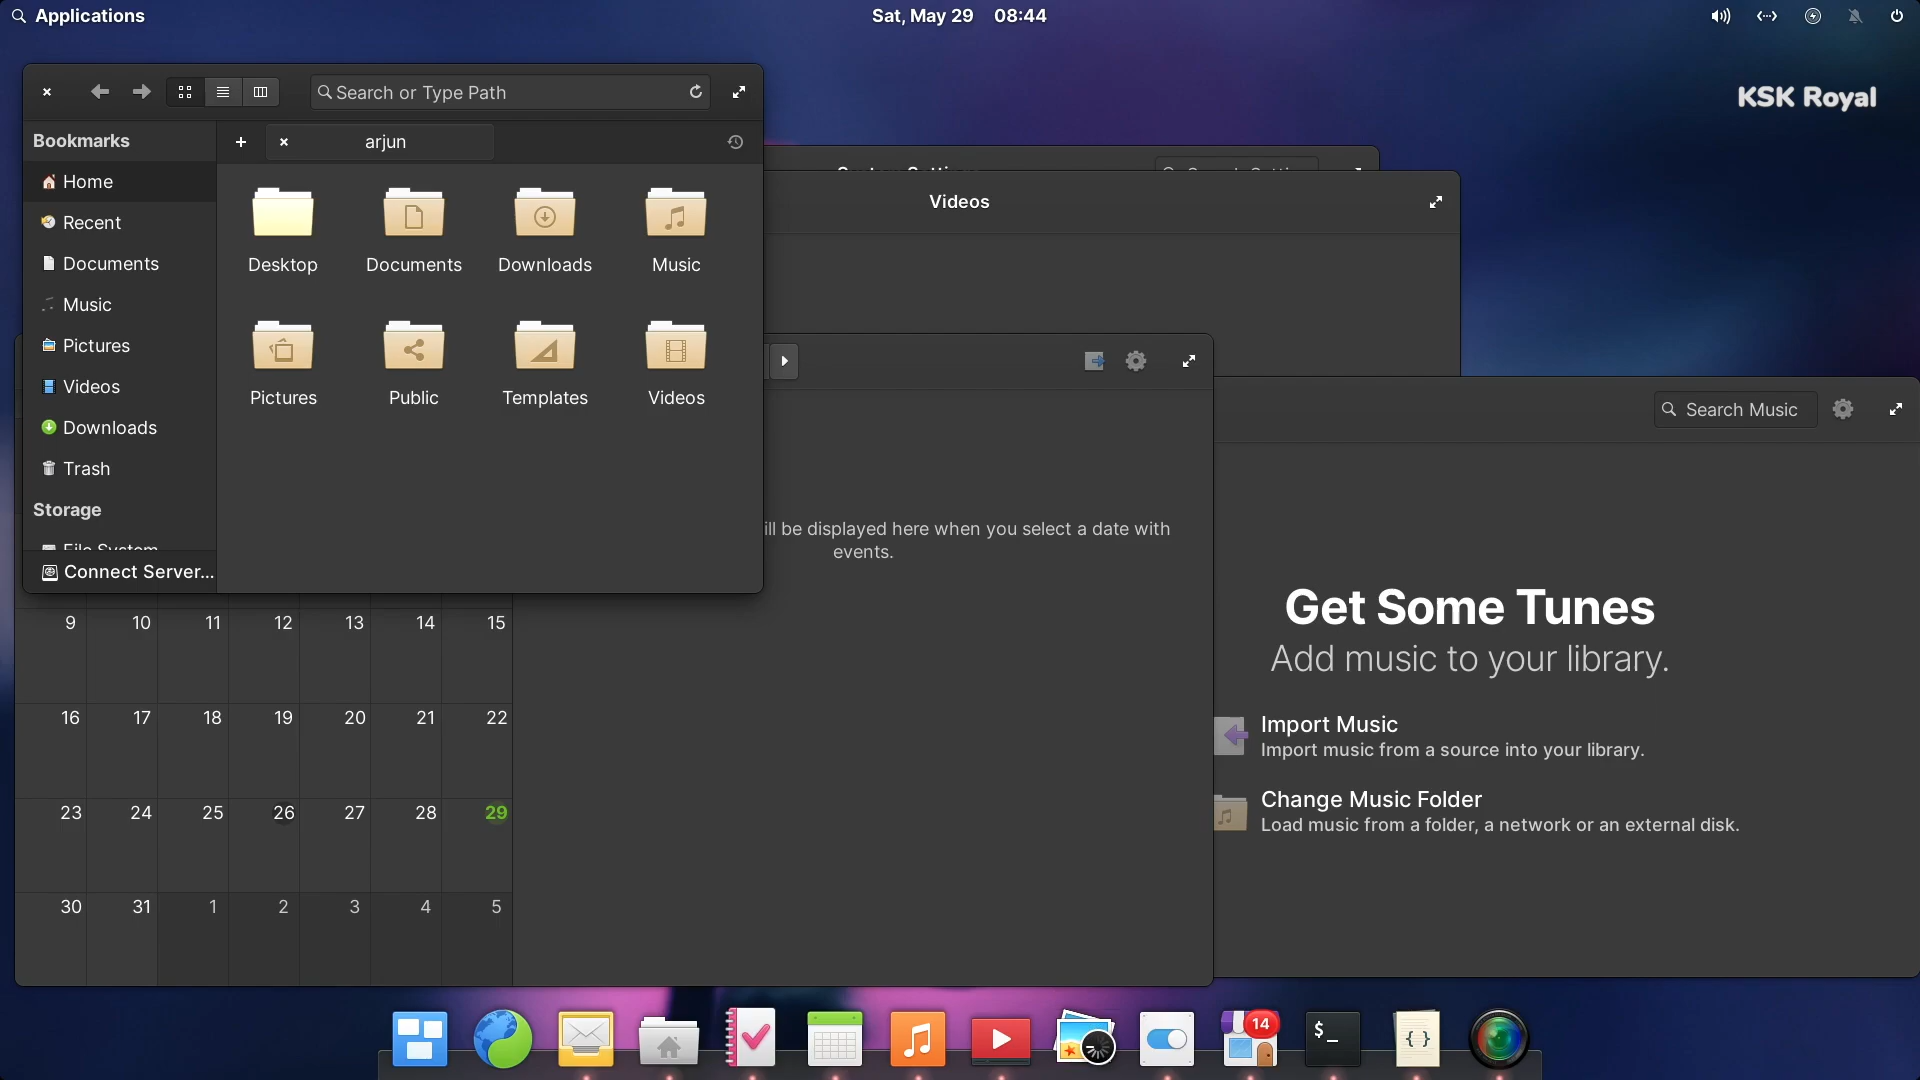 Applications
Sat, May 29 08:44
KSK Royal
Search or Type Path
Bookmarks
arjun
Home
Recent
Documents
Music
Pictures
Videos
Downloads
Trash
Storage
File System
Connect Server...
Desktop
Documents
Downloads
Music
Pictures
Public
Templates
Videos
Videos
Search Music
ill be displayed here when you select a date with
events.
9 10 11 12 13 14 15
16 17 18 19 20 21 22
23 24 25 26 27 28 29
30 31 1 2 3 4 5
Get Some Tunes
Add music to your library.
Import Music
Import music from a source into your library.
Change Music Folder
Load music from a folder, a network or an external disk.
14
$_
{ }